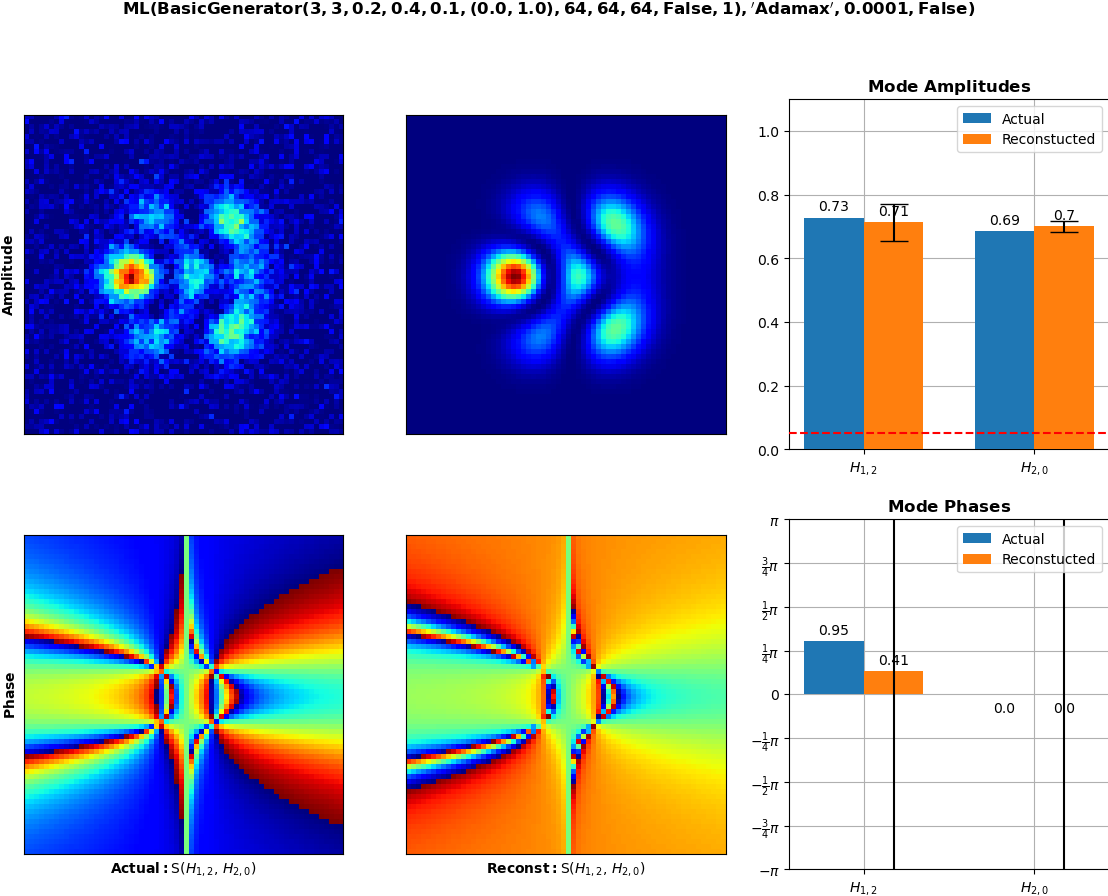 ML(BasicGenerator(3, 3, 0.2, 0.4, 0.1, (0.0, 1.0), 64, 64, 64, False, 1), ′Adamax′, 0.0001, False)
Amplitude
Mode Amplitudes
Actual
Reconstucted
1.0
0.8
0.6
0.4
0.2
0.0
0.73
0.71
0.69
0.7
H1, 2
H2, 0
Phase
Actual: S(H1, 2, H2, 0)
Reconst: S(H1, 2, H2, 0)
Mode Phases
Actual
Reconstucted
π
3/4π
1/2π
1/4π
0
−1/4π
−1/2π
−3/4π
−π
0.95
0.41
0.0
0.0
H1, 2
H2, 0